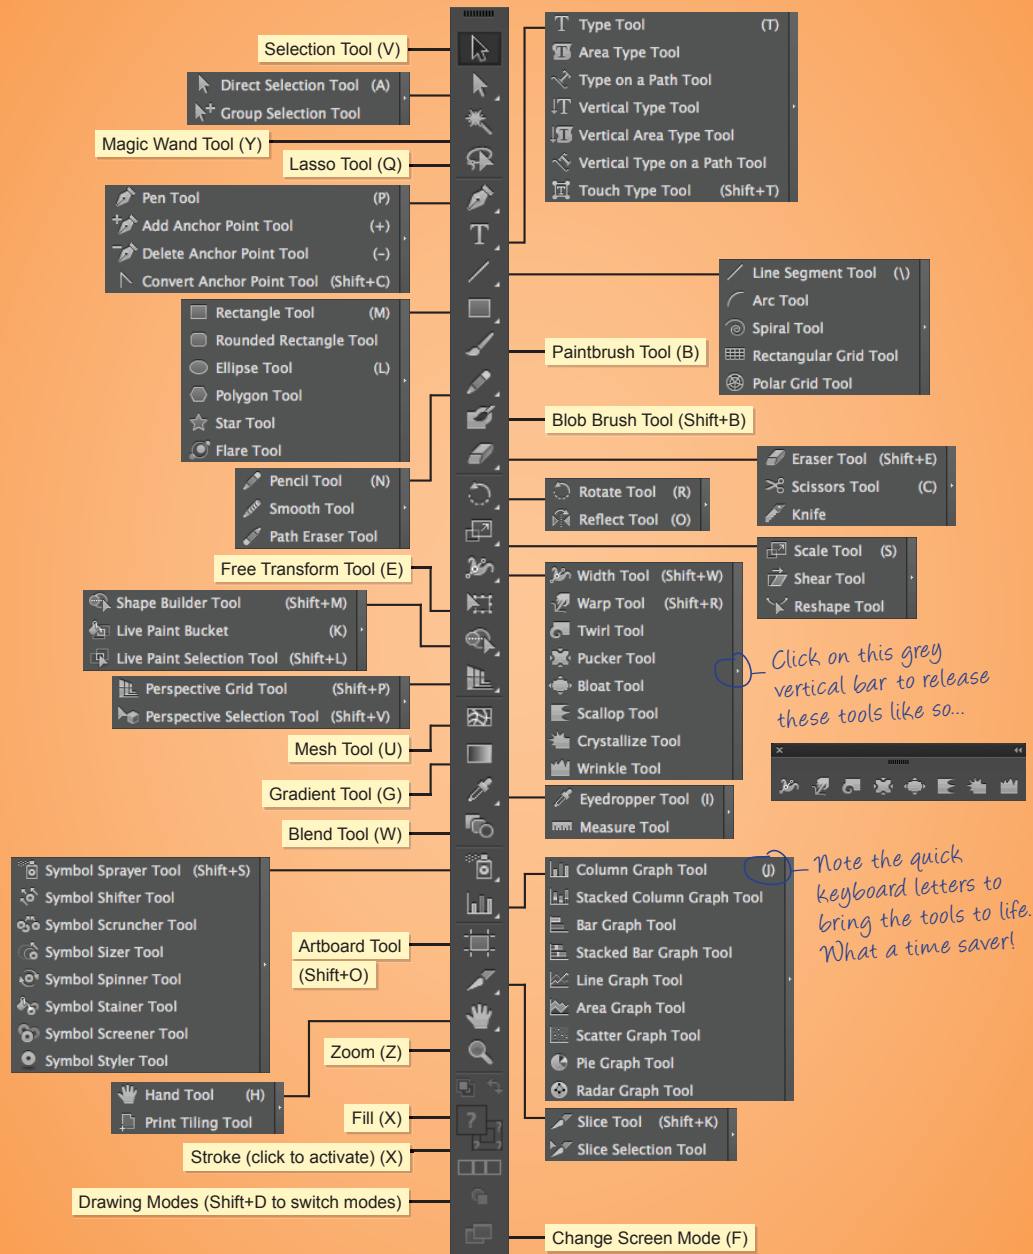 Selection Tool (V)
Direct Selection Tool (A)
Group Selection Tool
Magic Wand Tool (Y)
Lasso Tool (Q)
Pen Tool (P)
Add Anchor Point Tool (+)
Delete Anchor Point Tool (-)
Convert Anchor Point Tool (Shift+C)
Rectangle Tool (M)
Rounded Rectangle Tool
Ellipse Tool (L)
Polygon Tool
Star Tool
Flare Tool
Pencil Tool (N)
Smooth Tool
Path Eraser Tool
Free Transform Tool (E)
Shape Builder Tool (Shift+M)
Live Paint Bucket (K)
Live Paint Selection Tool (Shift+L)
Perspective Grid Tool (Shift+P)
Perspective Selection Tool (Shift+V)
Mesh Tool (U)
Gradient Tool (G)
Blend Tool (W)
Symbol Sprayer Tool (Shift+S)
Symbol Shifter Tool
Symbol Scruncher Tool
Symbol Sizer Tool
Symbol Spinner Tool
Symbol Stainer Tool
Symbol Screener Tool
Symbol Styler Tool
Artboard Tool
(Shift+O)
Zoom (Z)
Hand Tool (H)
Print Tiling Tool
Fill (X)
Stroke (click to activate) (X)
Drawing Modes (Shift+D to switch modes)
Type Tool (T)
Area Type Tool
Type on a Path Tool
Vertical Type Tool
Vertical Area Type Tool
Vertical Type on a Path Tool
Touch Type Tool (Shift+T)
Line Segment Tool (\)
Arc Tool
Spiral Tool
Rectangular Grid Tool
Polar Grid Tool
Paintbrush Tool (B)
Blob Brush Tool (Shift+B)
Eraser Tool (Shift+E)
Scissors Tool (C)
Knife
Rotate Tool (R)
Reflect Tool (O)
Scale Tool (S)
Shear Tool
Reshape Tool
Width Tool (Shift+W)
Warp Tool (Shift+R)
Twirl Tool
Pucker Tool
Bloat Tool
Scallop Tool
Crystallize Tool
Wrinkle Tool
Click on this grey
vertical bar to release
these tools like so...
Eyedropper Tool (I)
Measure Tool
Column Graph Tool (J)
Stacked Column Graph Tool
Bar Graph Tool
Stacked Bar Graph Tool
Line Graph Tool
Area Graph Tool
Scatter Graph Tool
Pie Graph Tool
Radar Graph Tool
Note the quick
keyboard letters to
bring the tools to life.
What a time saver!
Slice Tool (Shift+K)
Slice Selection Tool
Change Screen Mode (F)